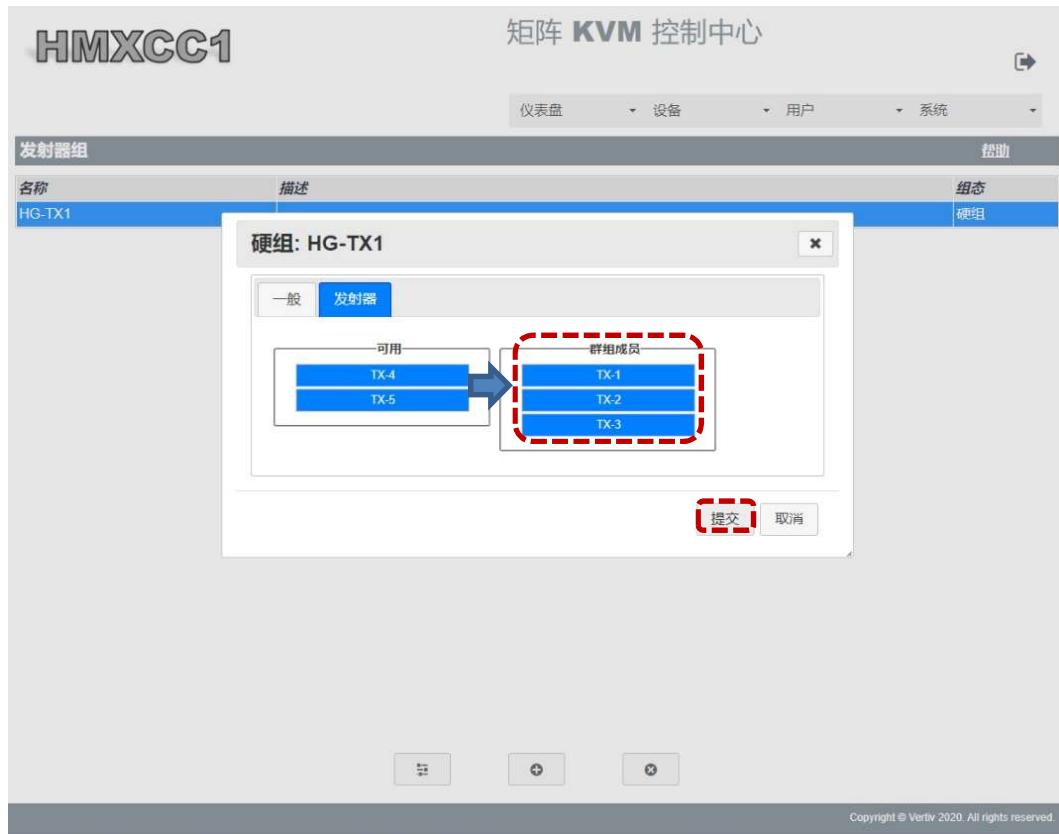 HMXCC1
矩阵 KVM 控制中心
仪表盘 设备 用户 系统
发射器组 帮助
名称 描述 组态
HG-TX1 硬组
硬组: HG-TX1
一般 发射器
可用 群组成员
TX-4 TX-1
TX-5 TX-2
TX-3
提交 取消
Copyright © Vertiv 2020. All rights reserved.